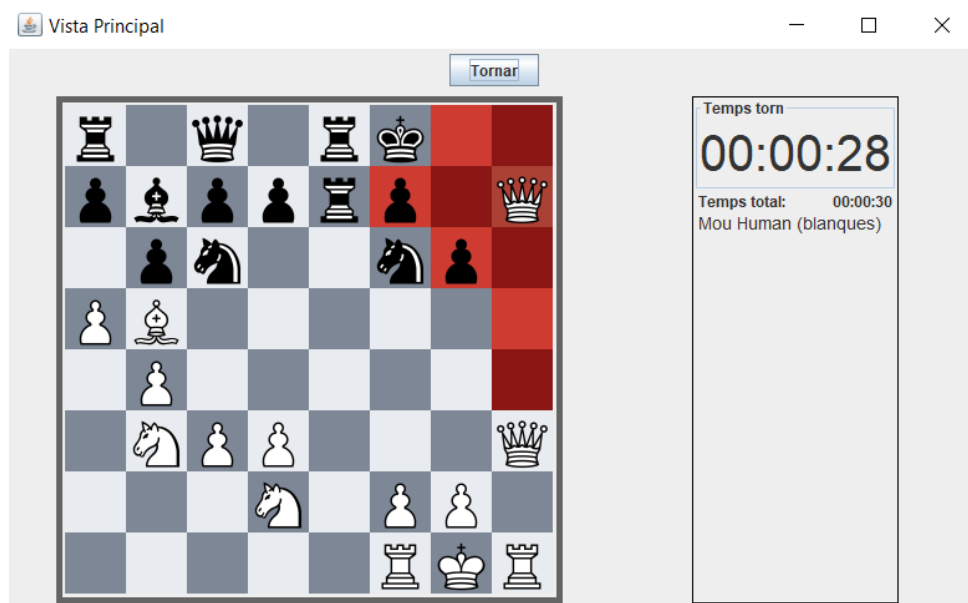 Vista Principal
Tornar
Temps torn
00:00:28
Temps total: 00:00:30
Mou Human (blanques)